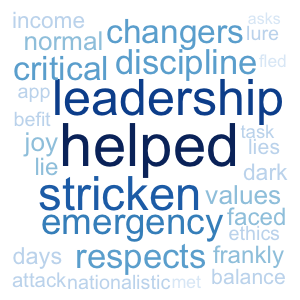 income asks
normal changers lure
critical discipline fled
app leadership
befit helped task
joy lies
lie stricken dark
values
emergency faced
ethics
days respects frankly
attack nationalistic met balance